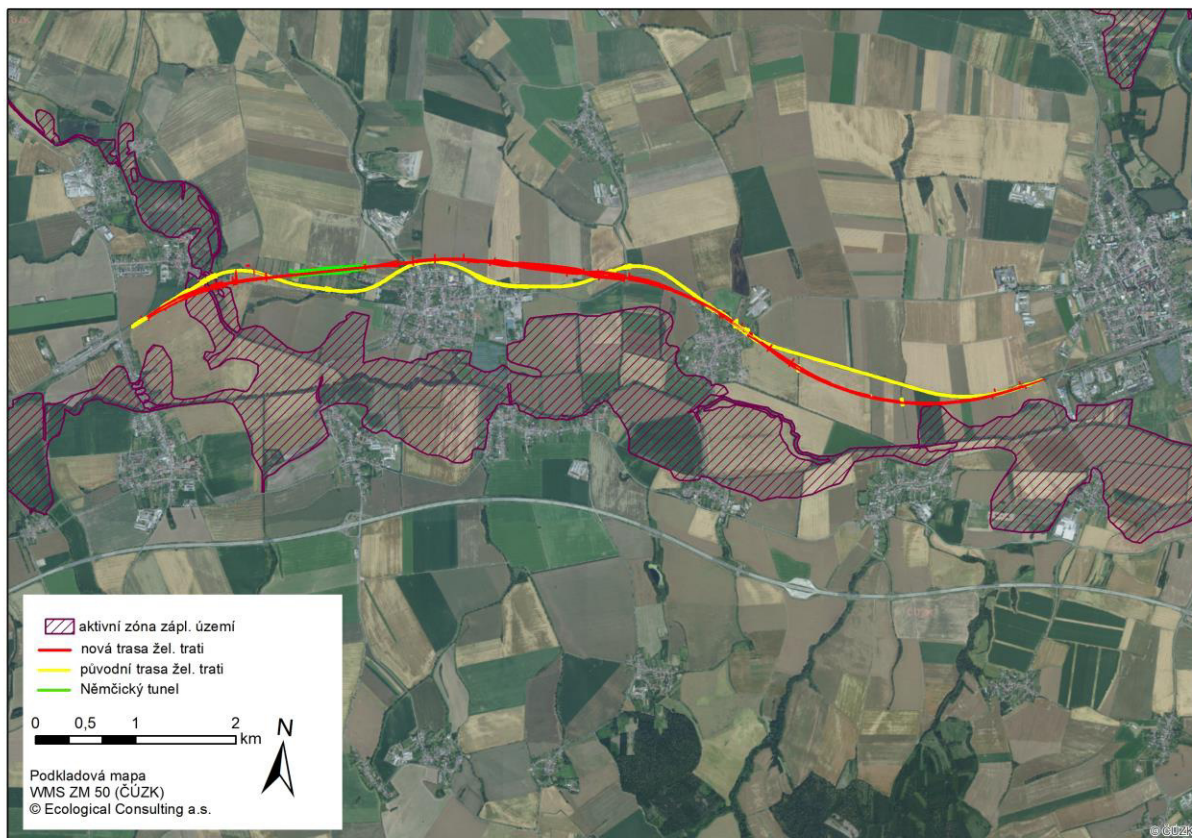 aktivní zóna zápl. území
nová trasa žel. trati
původní trasa žel. trati
Němčický tunel
0 0,5 1 2
km
N
Podkladová mapa
WMS ZM 50 (ČÚZK)
© Ecological Consulting a.s.
© ČÚZK